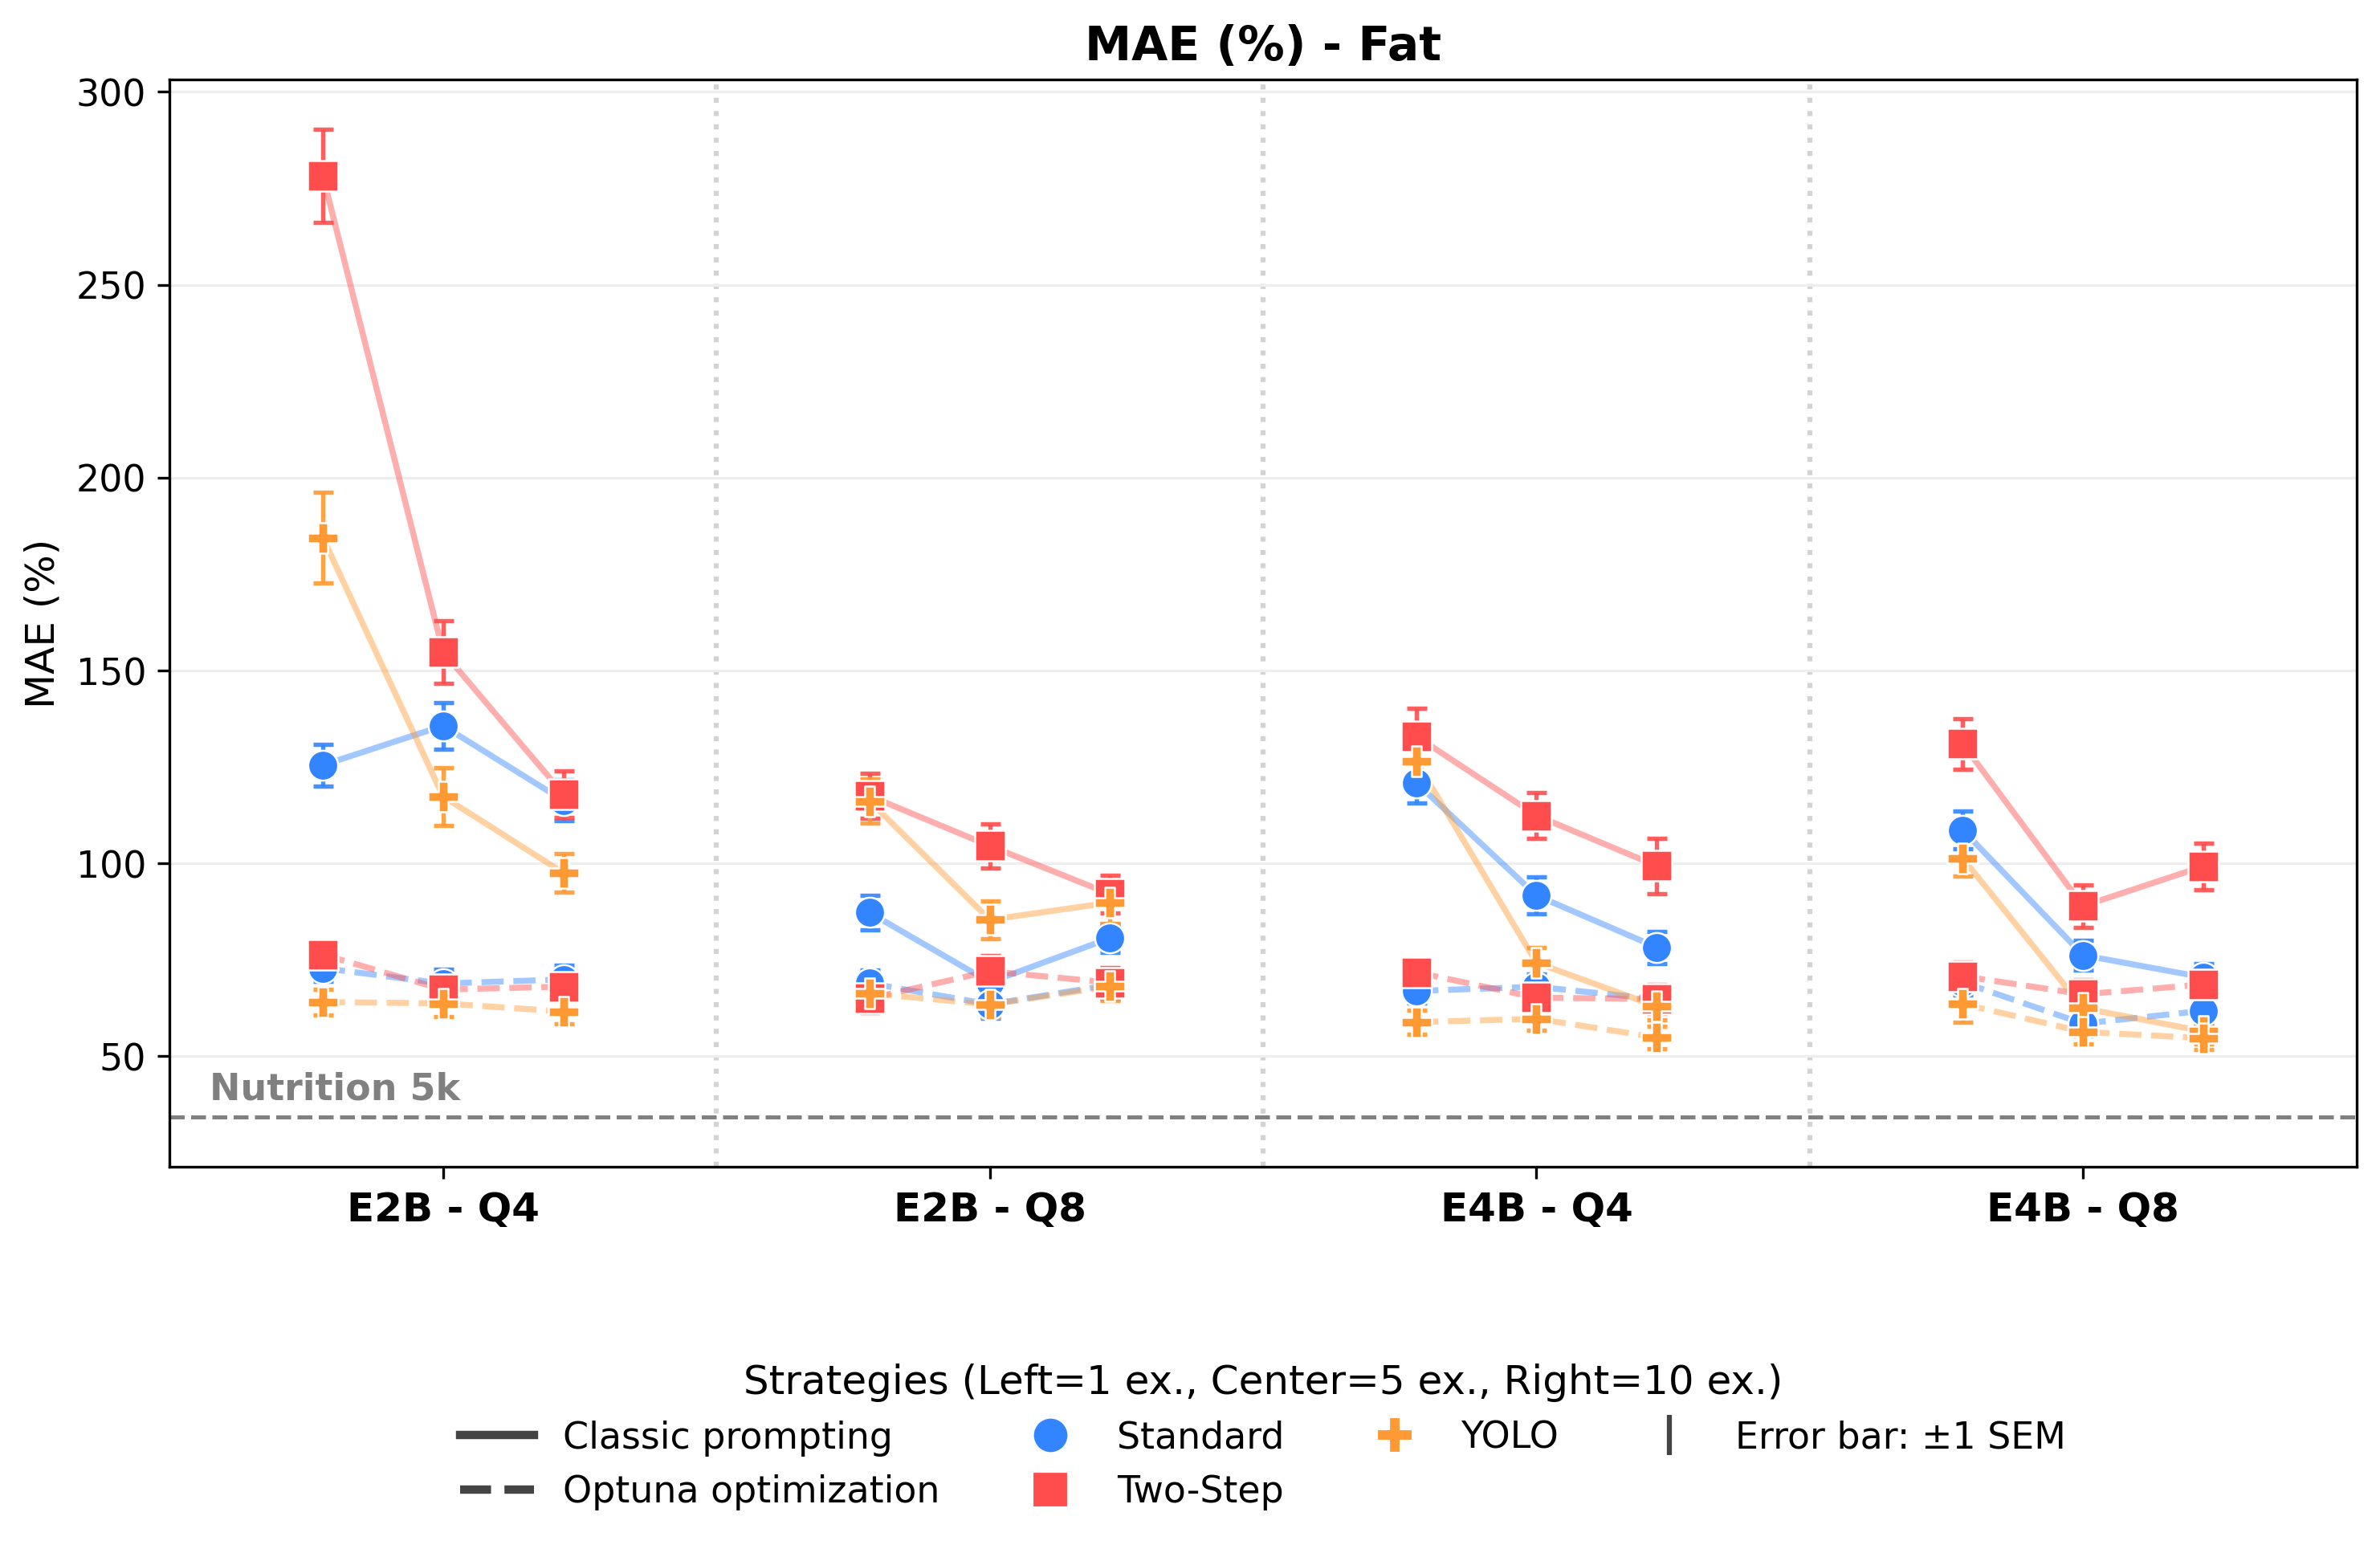 MAE (%) - Fat
300
250
200
150
100
50
MAE (%)
Nutrition 5k
E2B - Q4
E2B - Q8
E4B - Q4
E4B - Q8
Strategies (Left=1 ex., Center=5 ex., Right=10 ex.)
Classic prompting
Optuna optimization
Standard
Two-Step
YOLO
Error bar: ±1 SEM